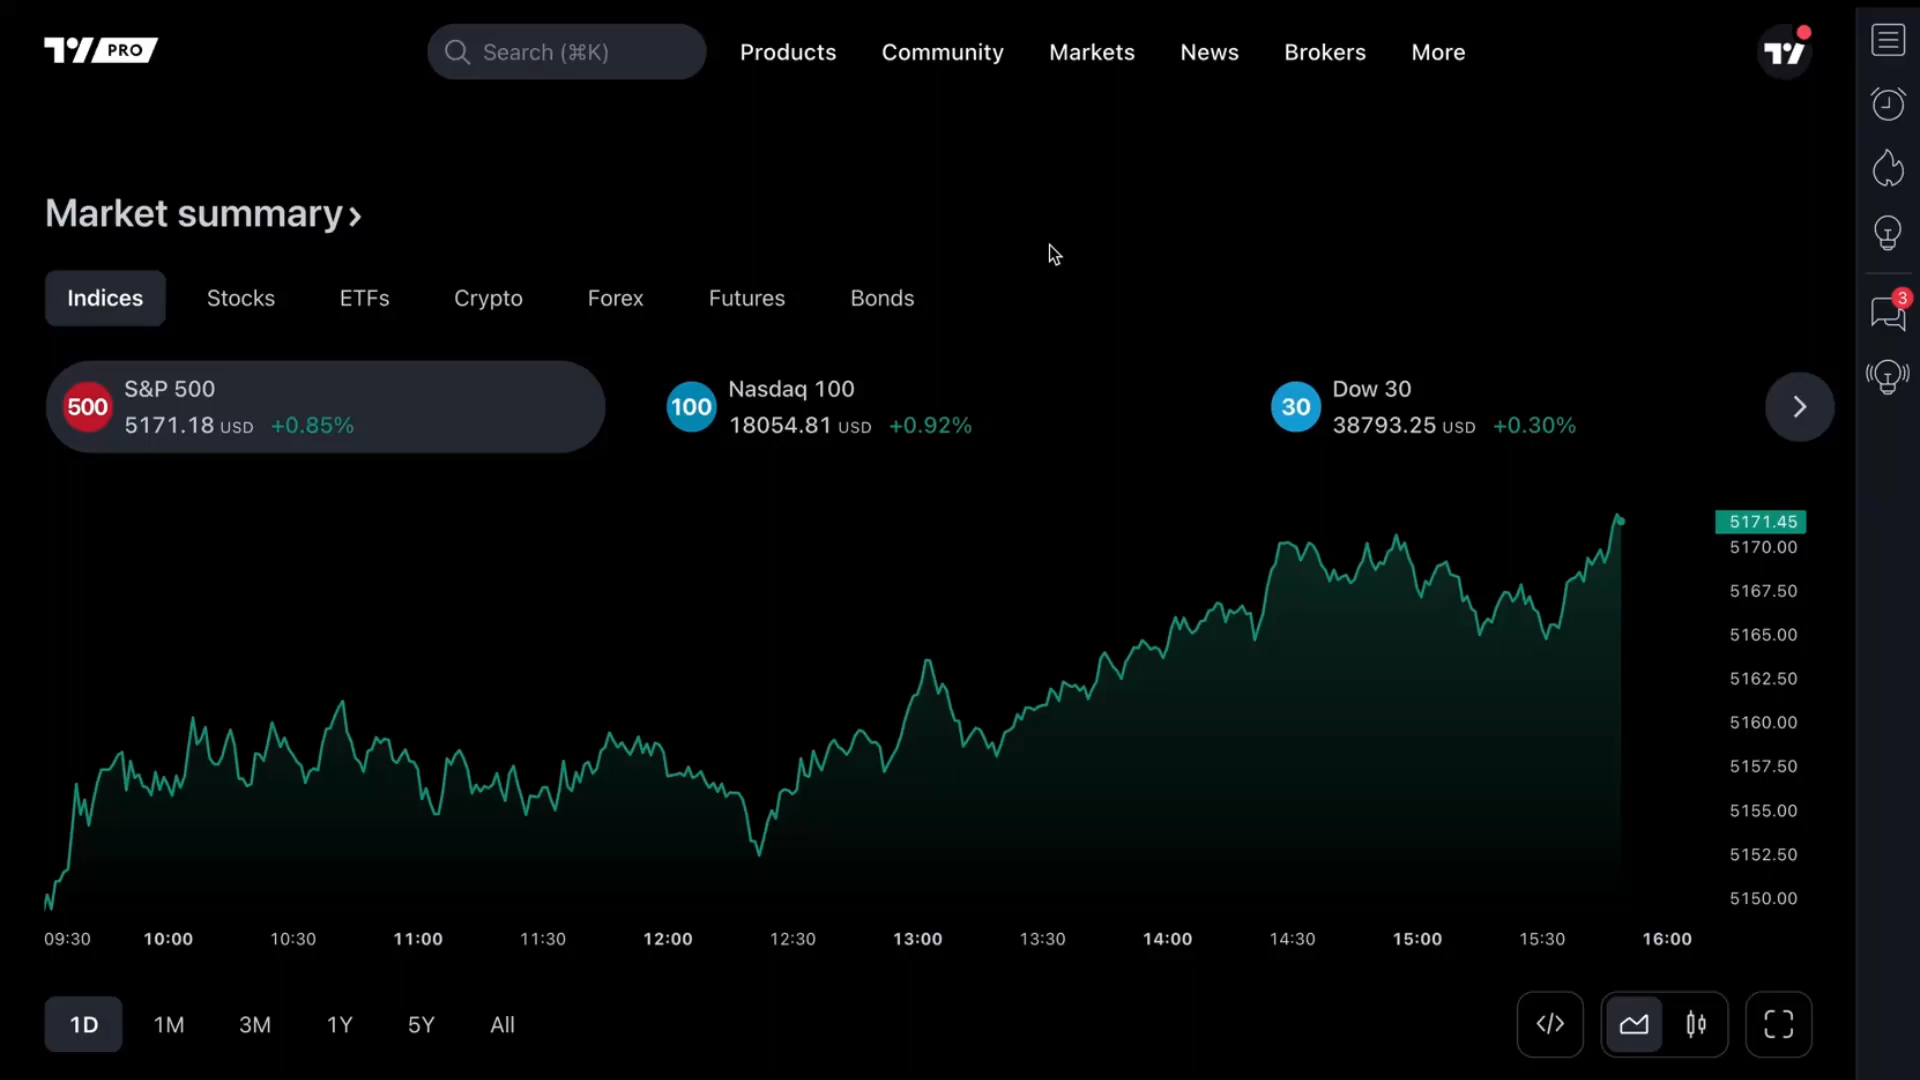 PRO
Search (⌘K)
Products
Community
Markets
News
Brokers
More
Market summary
Indices
Stocks
ETFs
Crypto
Forex
Futures
Bonds
500
S&P 500
5171.18 USD +0.85%
100
Nasdaq 100
18054.81 USD +0.92%
30
Dow 30
38793.25 USD +0.30%
3
5171.45
5170.00
5167.50
5165.00
5162.50
5160.00
5157.50
5155.00
5152.50
5150.00
09:30
10:00
10:30
11:00
11:30
12:00
12:30
13:00
13:30
14:00
14:30
15:00
15:30
16:00
1D
1M
3M
1Y
5Y
All